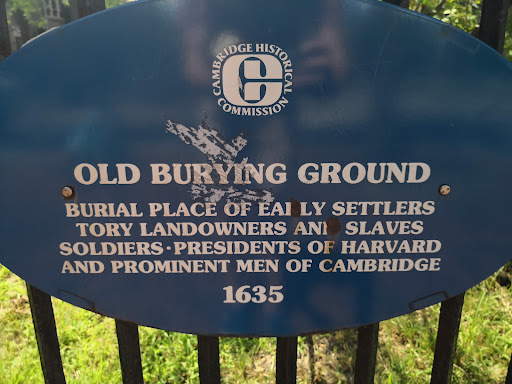 CAMBRIDGE HISTORICAL
COMMISSION
OLD BURYING GROUND
BURIAL PLACE OF EARLY SETTLERS
TORY LANDOWNERS AND SLAVES
SOLDIERS · PRESIDENTS OF HARVARD
AND PROMINENT MEN OF CAMBRIDGE
1635